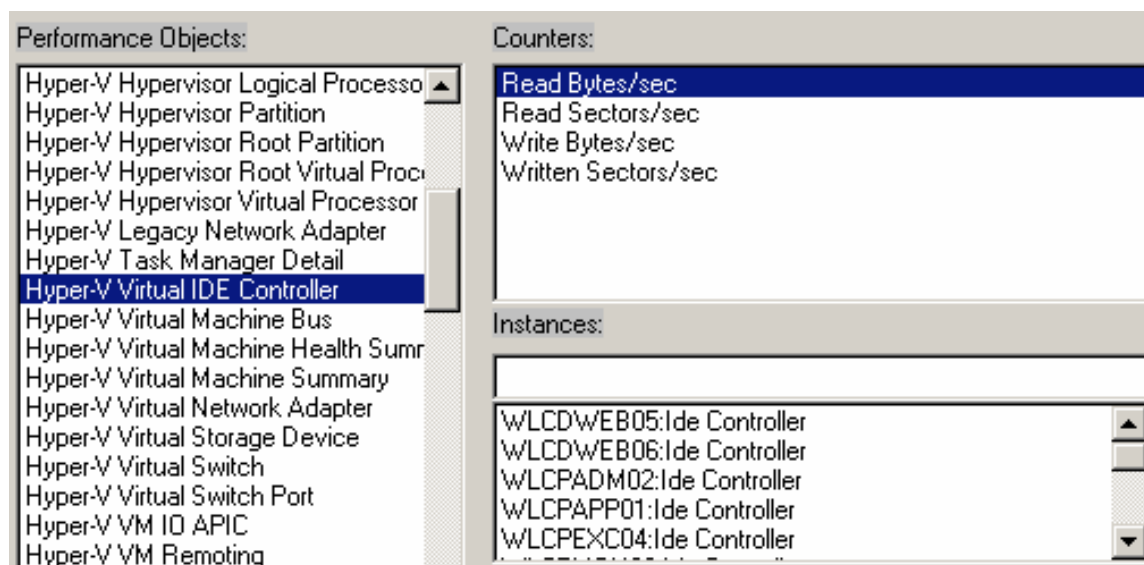 Performance Objects:
Hyper-V Hypervisor Logical Processo
Hyper-V Hypervisor Partition
Hyper-V Hypervisor Root Partition
Hyper-V Hypervisor Root Virtual Proc
Hyper-V Hypervisor Virtual Processor
Hyper-V Legacy Network Adapter
Hyper-V Task Manager Detail
Hyper-V Virtual IDE Controller
Hyper-V Virtual Machine Bus
Hyper-V Virtual Machine Health Summ
Hyper-V Virtual Machine Summary
Hyper-V Virtual Network Adapter
Hyper-V Virtual Storage Device
Hyper-V Virtual Switch
Hyper-V Virtual Switch Port
Hyper-V VM IO APIC
Hyper-V VM Remoting
Counters:
Read Bytes/sec
Read Sectors/sec
Write Bytes/sec
Written Sectors/sec
Instances:
WLCDWEB05:Ide Controller
WLCDWEB06:Ide Controller
WLCPADM02:Ide Controller
WLCPAPP01:Ide Controller
WLCPEXC04:Ide Controller